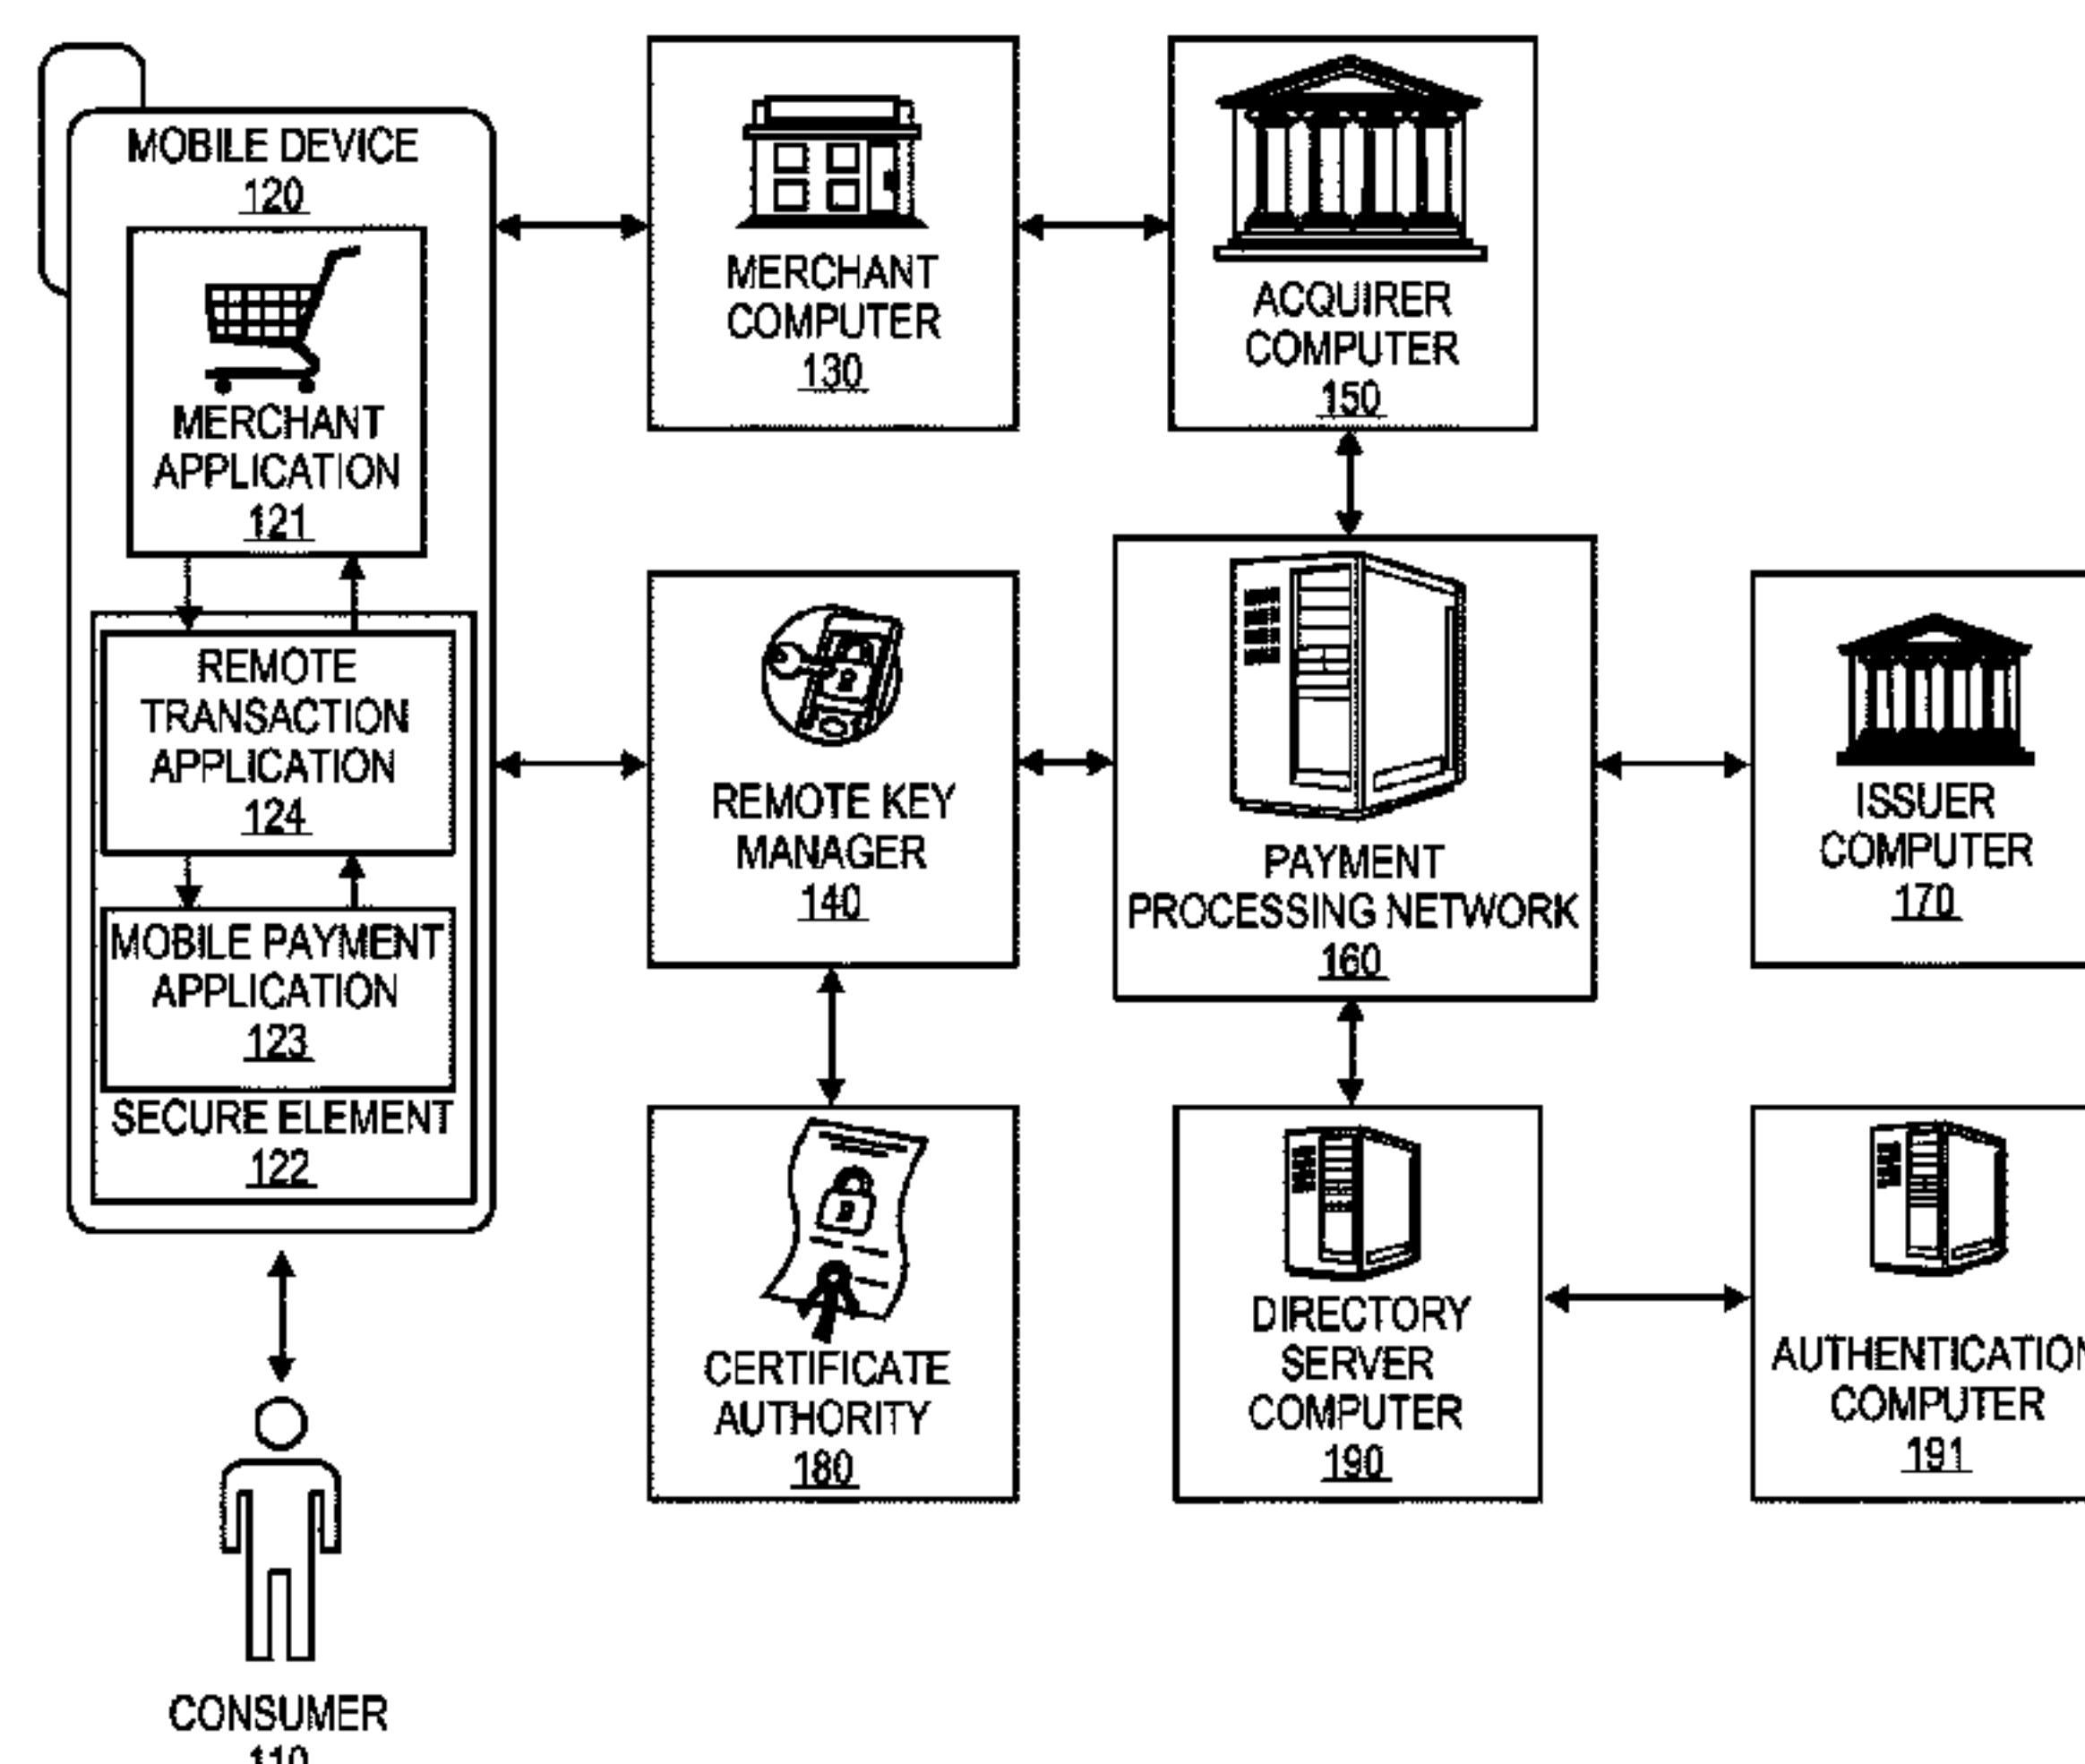 MOBILE DEVICE
120
MERCHANT
APPLICATION
121
REMOTE
TRANSACTION
APPLICATION
124
MOBILE PAYMENT
APPLICATION
123
SECURE ELEMENT
122
CONSUMER
110
MERCHANT
COMPUTER
130
REMOTE KEY
MANAGER
140
CERTIFICATE
AUTHORITY
180
ACQUIRER
COMPUTER
150
PAYMENT
PROCESSING NETWORK
160
DIRECTORY
SERVER
COMPUTER
190
ISSUER
COMPUTER
170
AUTHENTICATION
COMPUTER
191